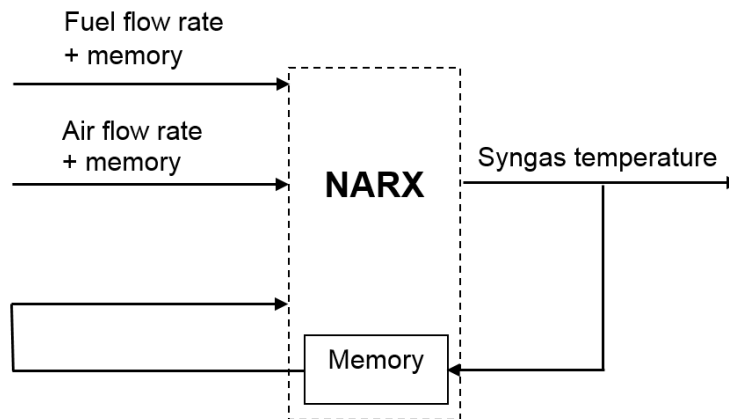 Fuel flow rate
+ memory
Air flow rate
+ memory
Syngas temperature
NARX
Memory